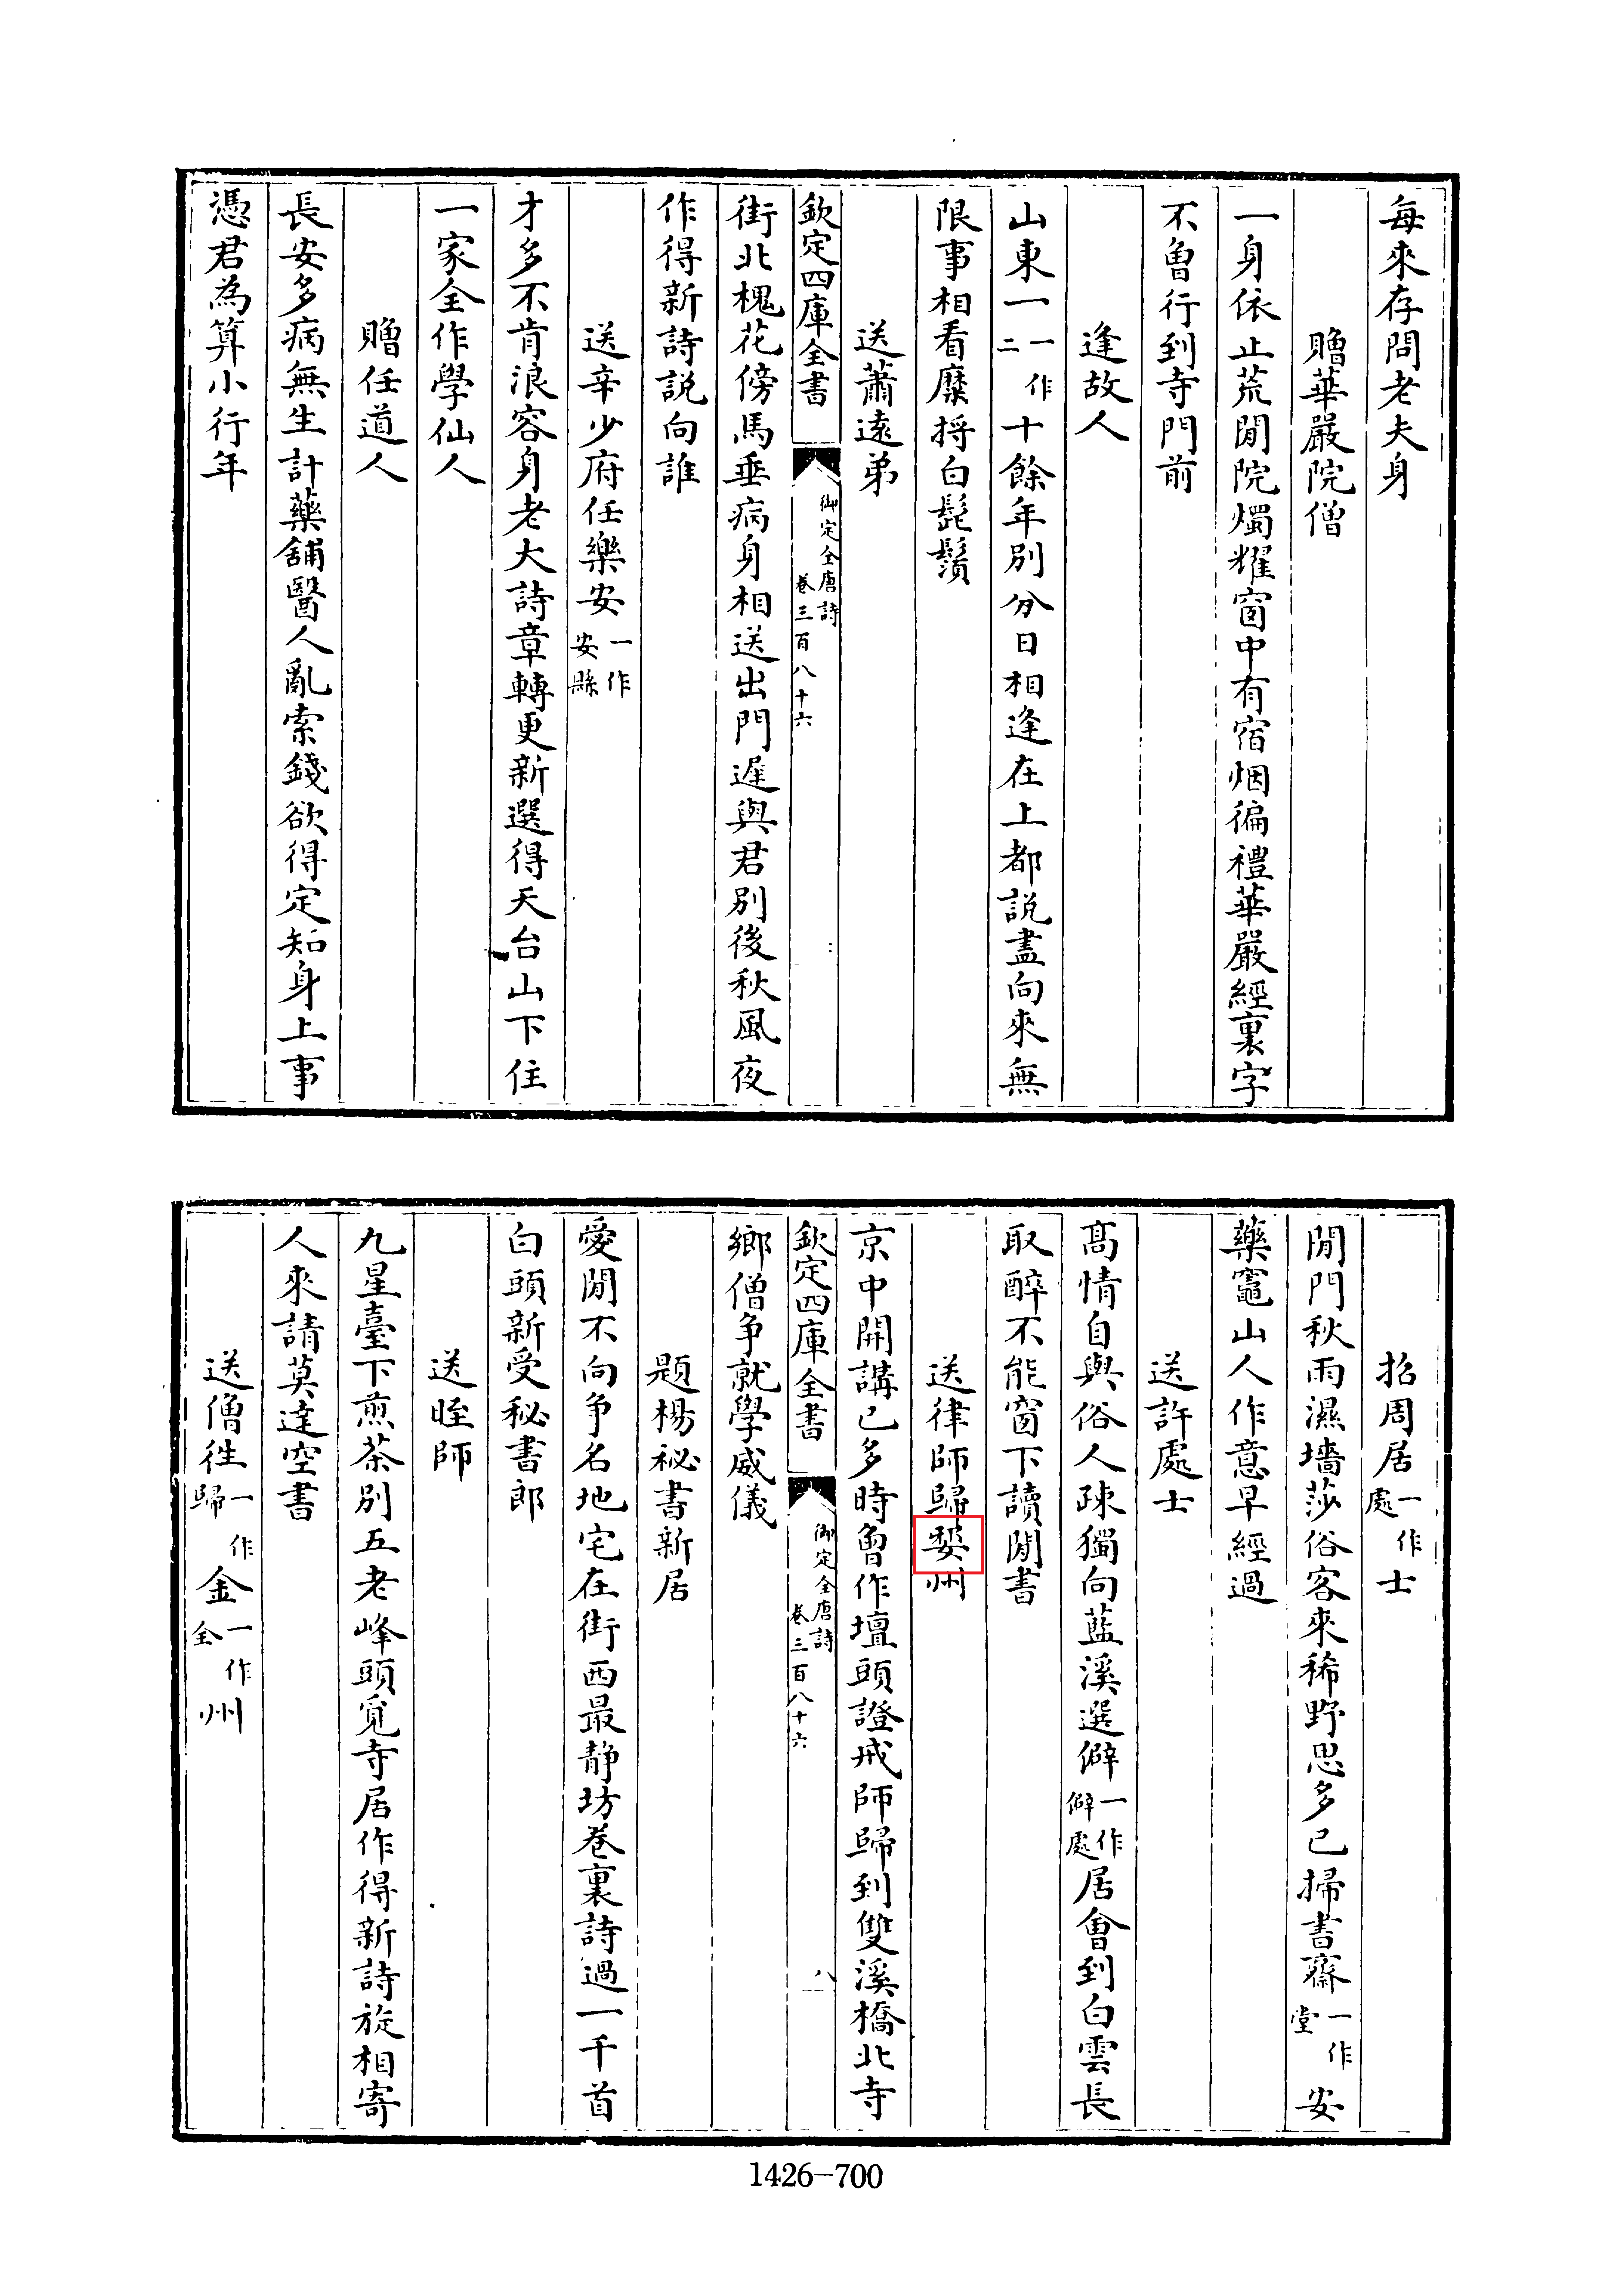 每來存問老夫身
贈華嚴院僧
一身依止荒閒院燭耀窗中有宿烟徧禮華嚴經裏字
不曾行到寺門前
逢故人
山東一一作二十餘年別分日相逢在上都說盡向來無
限事相看糜捋白髭鬚
送蕭遠弟
欽定四庫全書
御定全唐詩
卷三百八十六
街北槐花傍馬垂病身相送出門遲與君別後秋風夜
作得新詩說向誰
送辛少府任樂安一作安縣
才多不肯浪容身老大詩章轉更新選得天台山下住
一家全作學仙人
贈任道人
長安多病無生計藥舖醫人亂索錢欲得定知身上事
憑君為算小行年
招周居一作處士
閒門秋雨濕墻莎俗客來稀野思多已掃書齋一作堂安
藥竈山人作意早經過
送許處士
髙情自與俗人疎獨向藍溪選僻一作僻處居會到白雲長
取醉不能窗下讀閒書
送律師歸婺州
京中開講已多時曾作壇頭證戒師歸到雙溪橋北寺
欽定四庫全書
御定全唐詩
卷三百八十六
八
鄉僧争就學威儀
題楊秘書新居
愛閒不向争名地宅在街西最静坊卷裏詩過一千首
白頭新受秘書郎
送晊師
九星臺下煎茶別五老峰頭覓寺居作得新詩旋相寄
人來請莫達空書
送僧徃一作歸金一作全州
1426-700